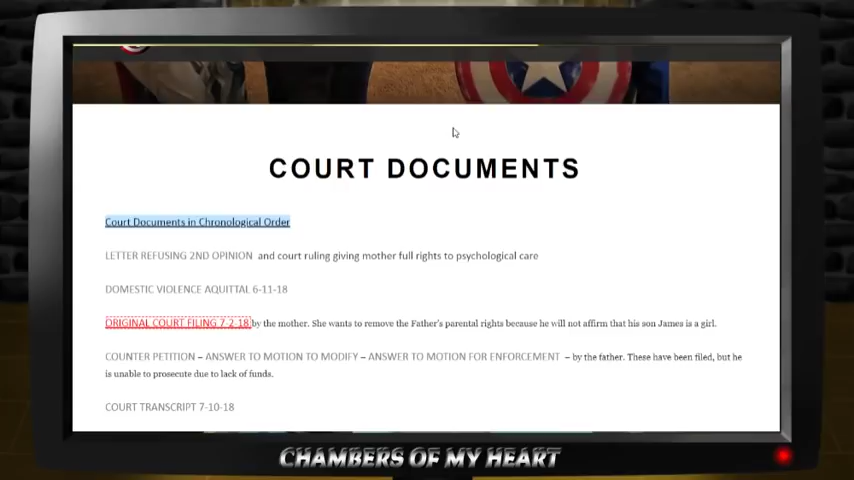 COURT DOCUMENTS
Court Documents in Chronological Order
LETTER REFUSING 2ND OPINION and court ruling giving mother full rights to psychological care
DOMESTIC VIOLENCE AQUITTAL 6-11-18
ORIGINAL COURT FILING 7-2-18 by the mother. She wants to remove the Father's parental rights because he will not affirm that his son James is a girl.
COUNTER PETITION – ANSWER TO MOTION TO MODIFY – ANSWER TO MOTION FOR ENFORCEMENT – by the father. These have been filed, but he
is unable to prosecute due to lack of funds.
COURT TRANSCRIPT 7-10-18
CHAMBERS OF MY HEART